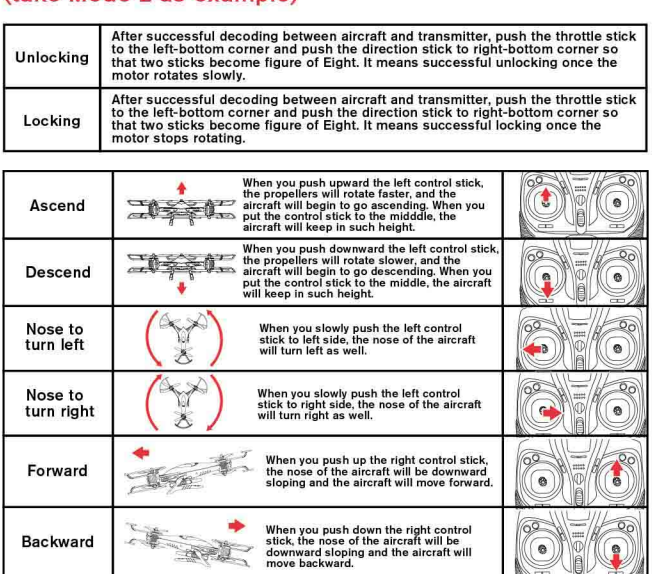 (take mode 2 as example)
Unlocking
After successful decoding between aircraft and transmitter, push the throttle stick
to the left-bottom corner and push the direction stick to right-bottom corner so
that two sticks become figure of Eight. It means successful unlocking once the
motor rotates slowly.
Locking
After successful decoding between aircraft and transmitter, push the throttle stick
to the left-bottom corner and push the direction stick to right-bottom corner so
that two sticks become figure of Eight. It means successful locking once the
motor stops rotating.
Ascend
When you push upward the left control stick,
the propellers will rotate faster, and the
aircraft will begin to go ascending. When you
put the control stick to the midddle, the
aircraft will keep in such height.
Descend
When you push downward the left control stick,
the propellers will rotate slower, and the
aircraft will begin to go descending. When you
put the control stick to the middle, the aircraft
will keep in such height.
Nose to
turn left
When you slowly push the left control
stick to left side, the nose of the aircraft
will turn left as well.
Nose to
turn right
When you slowly push the left control
stick to right side, the nose of the aircraft
will turn right as well.
Forward
When you push up the right control stick,
the nose of the aircraft will be downward
sloping and the aircraft will move forward.
Backward
When you push down the right control
stick, the nose of the aircraft will be
downward sloping and the aircraft will
move backward.